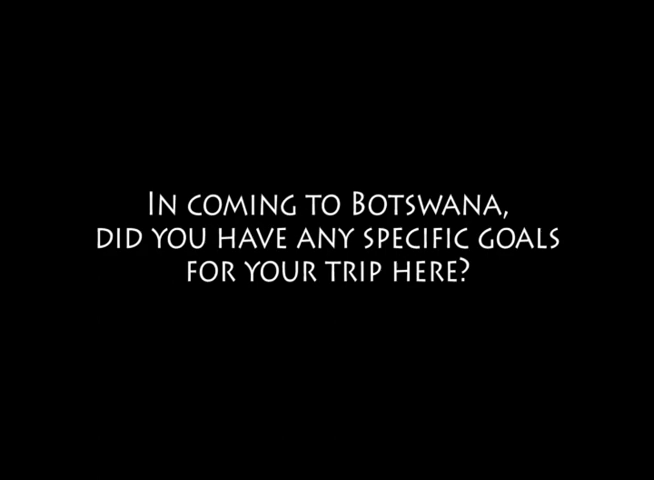 In coming to Botswana,
did you have any specific goals
for your trip here?